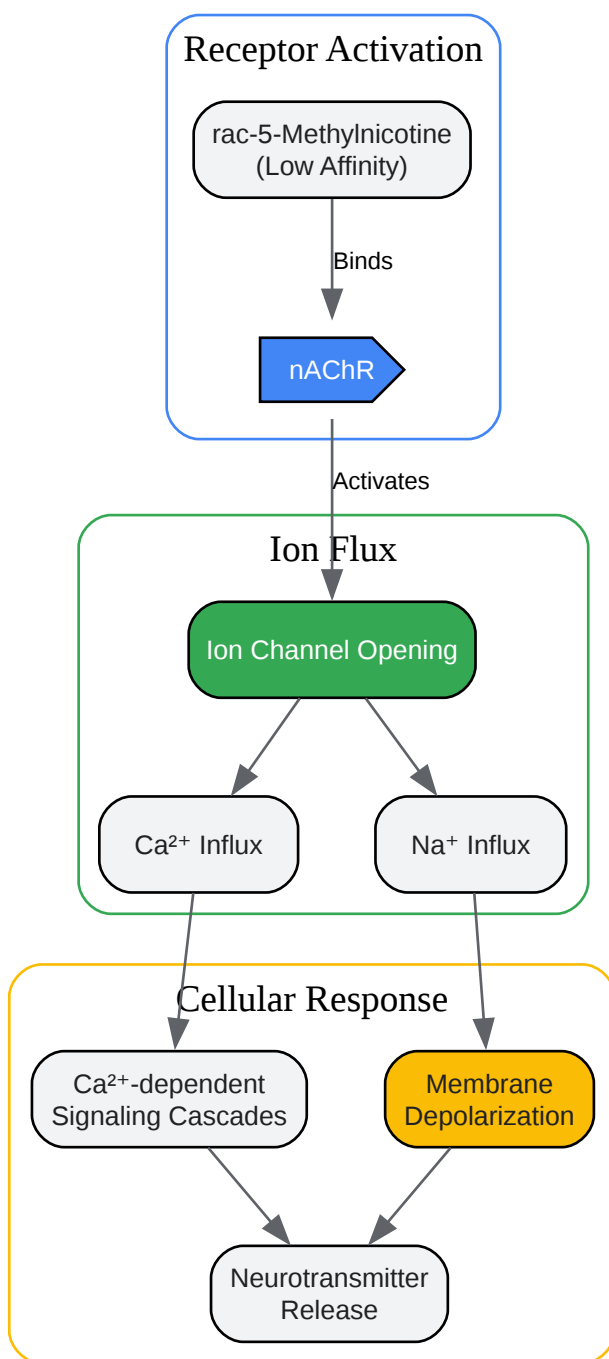 Receptor Activation
rac-5-Methylnicotine
(Low Affinity)
Binds
nAChR
Activates
Ion Flux
Ion Channel Opening
Ca²⁺ Influx
Na⁺ Influx
Cellular Response
Ca²⁺-dependent
Signaling Cascades
Membrane
Depolarization
Neurotransmitter
Release